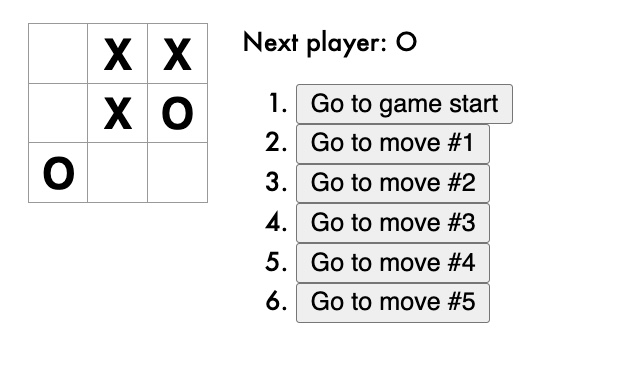 X X
Next player: O
X O
1. Go to game start
2. Go to move #1
O
3. Go to move #2
4. Go to move #3
5. Go to move #4
6. Go to move #5